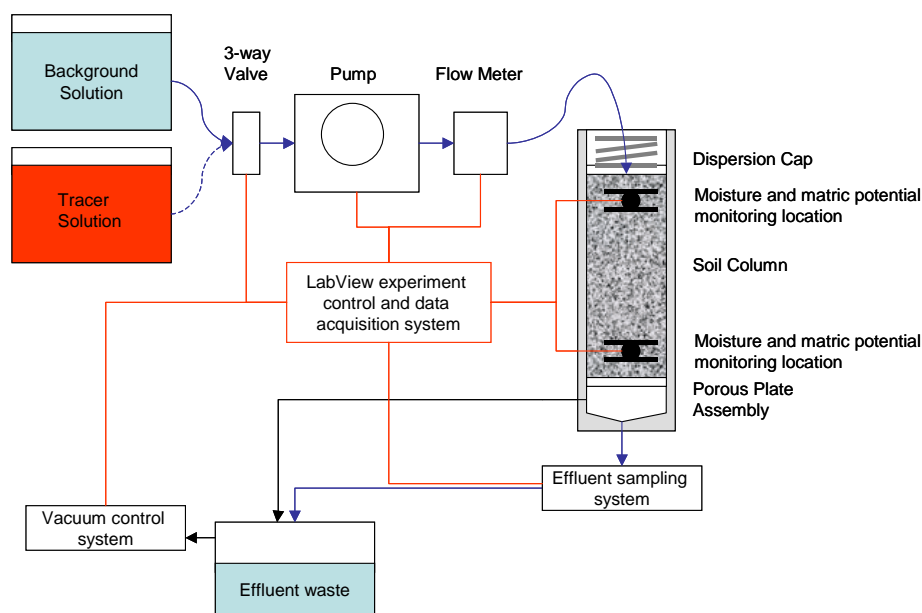 Background
Solution
Tracer
Solution
3-way
Valve
Pump
Flow Meter
Dispersion Cap
Moisture and matric potential
monitoring location
Soil Column
LabView experiment
control and data
acquisition system
Moisture and matric potential
monitoring location
Porous Plate
Assembly
Effluent sampling
system
Vacuum control
system
Effluent waste